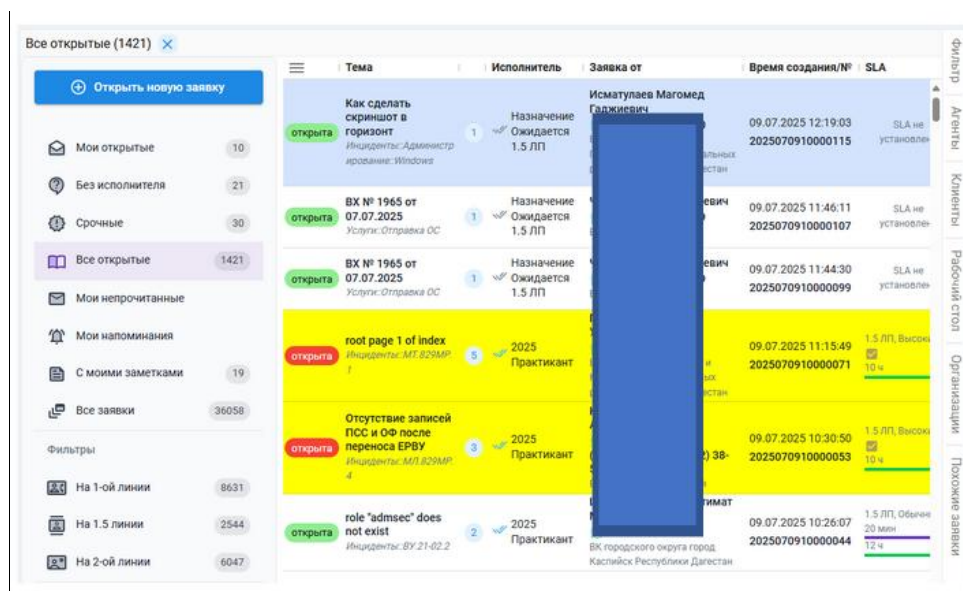 Все открытые (1421) ×
Открыть новую заявку
Мои открытые 10
Без исполнителя 21
Срочные 30
Все открытые 1421
Мои непрочитанные
Мои напоминания
С моими заметками 19
Все заявки 36058
Фильтры
На 1-ой линии 8631
На 1.5 линии 2544
На 2-ой линии 6047
Тема Исполнитель Заявка от Время создания/№ SLA
открыта
Как сделать
скриншот в
горизонт
Инциденты::Администр
ирование::Windows
1
Назначение
Ожидается
1.5 ЛП
Исматулаев Магомед
Гаджиевич
альных
естан
09.07.2025 12:19:03
2025070910000115
SLA не
установлен
открыта
ВХ № 1965 от
07.07.2025
Услуги::Отправка ОС
1
Назначение
Ожидается
1.5 ЛП
евич
09.07.2025 11:46:11
2025070910000107
SLA не
установлен
открыта
ВХ № 1965 от
07.07.2025
Услуги::Отправка ОС
1
Назначение
Ожидается
1.5 ЛП
евич
09.07.2025 11:44:30
2025070910000099
SLA не
установлен
открыта
root page 1 of index
Инциденты::МТ.829МР.
1
5
2025
Практикант
и
ых
естан
09.07.2025 11:15:49
2025070910000071
1.5 ЛП, Высоки
10 ч
открыта
Отсутствие записей
ПСС и ОФ после
переноса ЕРВУ
Инциденты::МЛ.829МР.
4
3
2025
Практикант
2) 38-
09.07.2025 10:30:50
2025070910000053
1.5 ЛП, Высоки
10 ч
открыта
role "admsec" does
not exist
Инциденты::ВУ.21-02.2
2
2025
Практикант
тимат
ВК городского округа город
Каспийск Республики Дагестан
09.07.2025 10:26:07
2025070910000044
1.5 ЛП, Обычне
20 мин
12 ч
Фильтр
Агенты
Клиенты
Рабочий стол
Организации
Похожие заявки